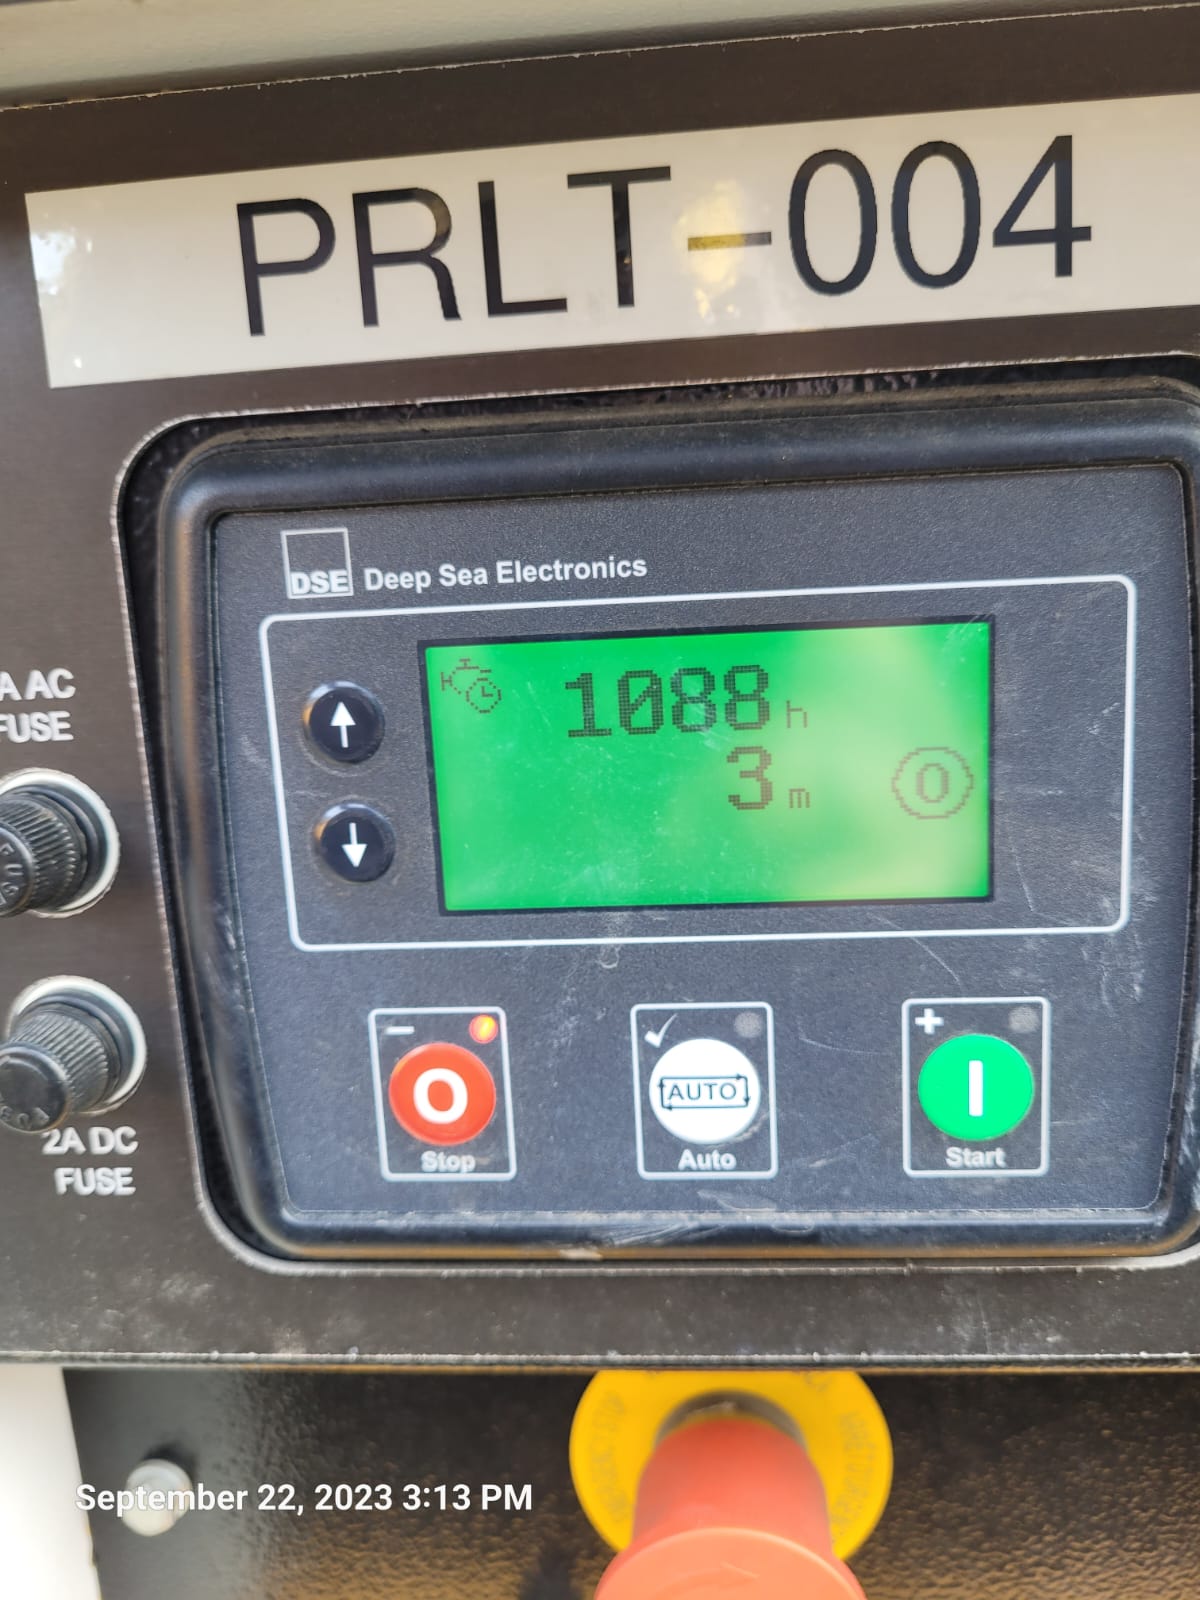 PRLT-004
DSE Deep Sea Electronics
A AC
FUSE
1088 h
3 m
0
2A DC
FUSE
O
Stop
AUTO
Auto
I
Start
September 22, 2023 3:13 PM